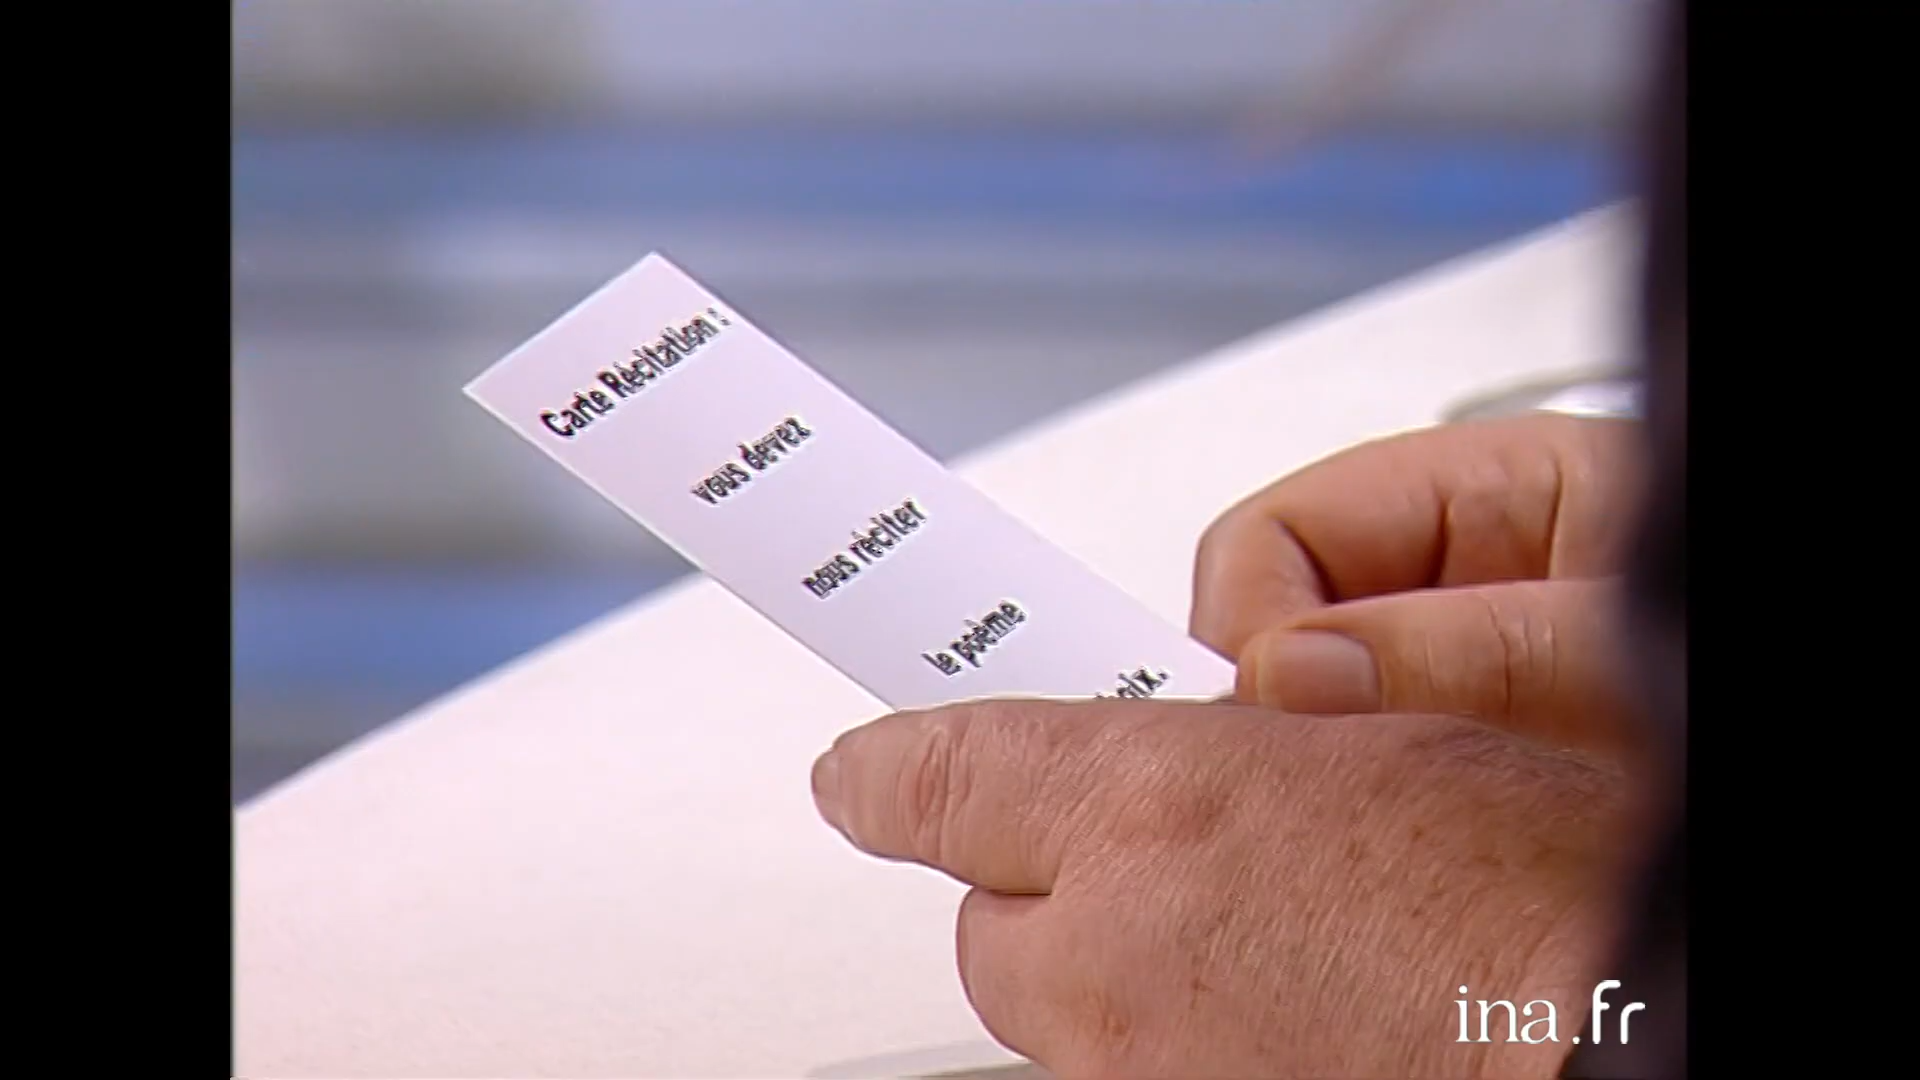 Carte Récitation :
vous devez
nous réciter
le poème
ina.fr